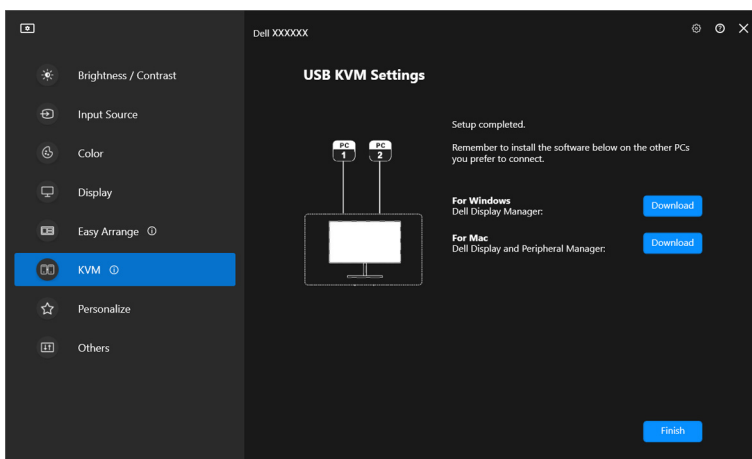 Dell XXXXXX
Brightness / Contrast
Input Source
Color
Display
Easy Arrange
KVM
Personalize
Others
USB KVM Settings
PC
1
PC
2
Setup completed.
Remember to install the software below on the other PCs
you prefer to connect.
For Windows
Dell Display Manager:
Download
For Mac
Dell Display and Peripheral Manager:
Download
Finish